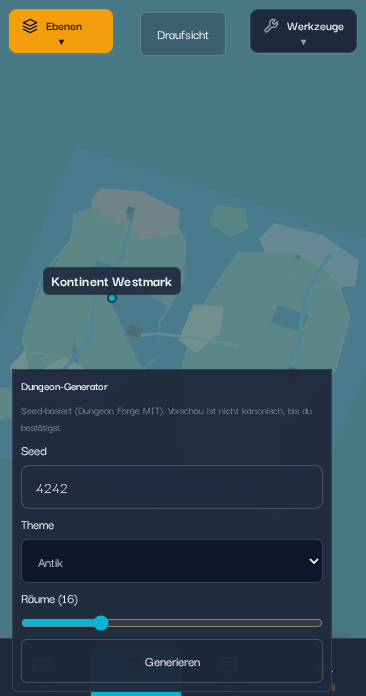 Ebenen
▼
Draufsicht
Werkzeuge
▼
Kontinent Westmark
Dungeon-Generator
Seed-basiert (Dungeon Forge MIT). Vorschau ist nicht kanonisch, bis du
bestätigst.
Seed
4242
Theme
Antik
Räume (16)
Generieren